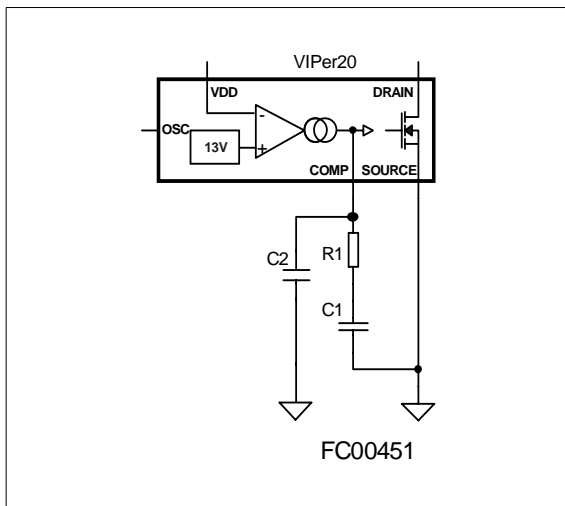 VIPer20
VDD
DRAIN
OSC
-
13V
+
COMP
SOURCE
C2
R1
C1
FC00451